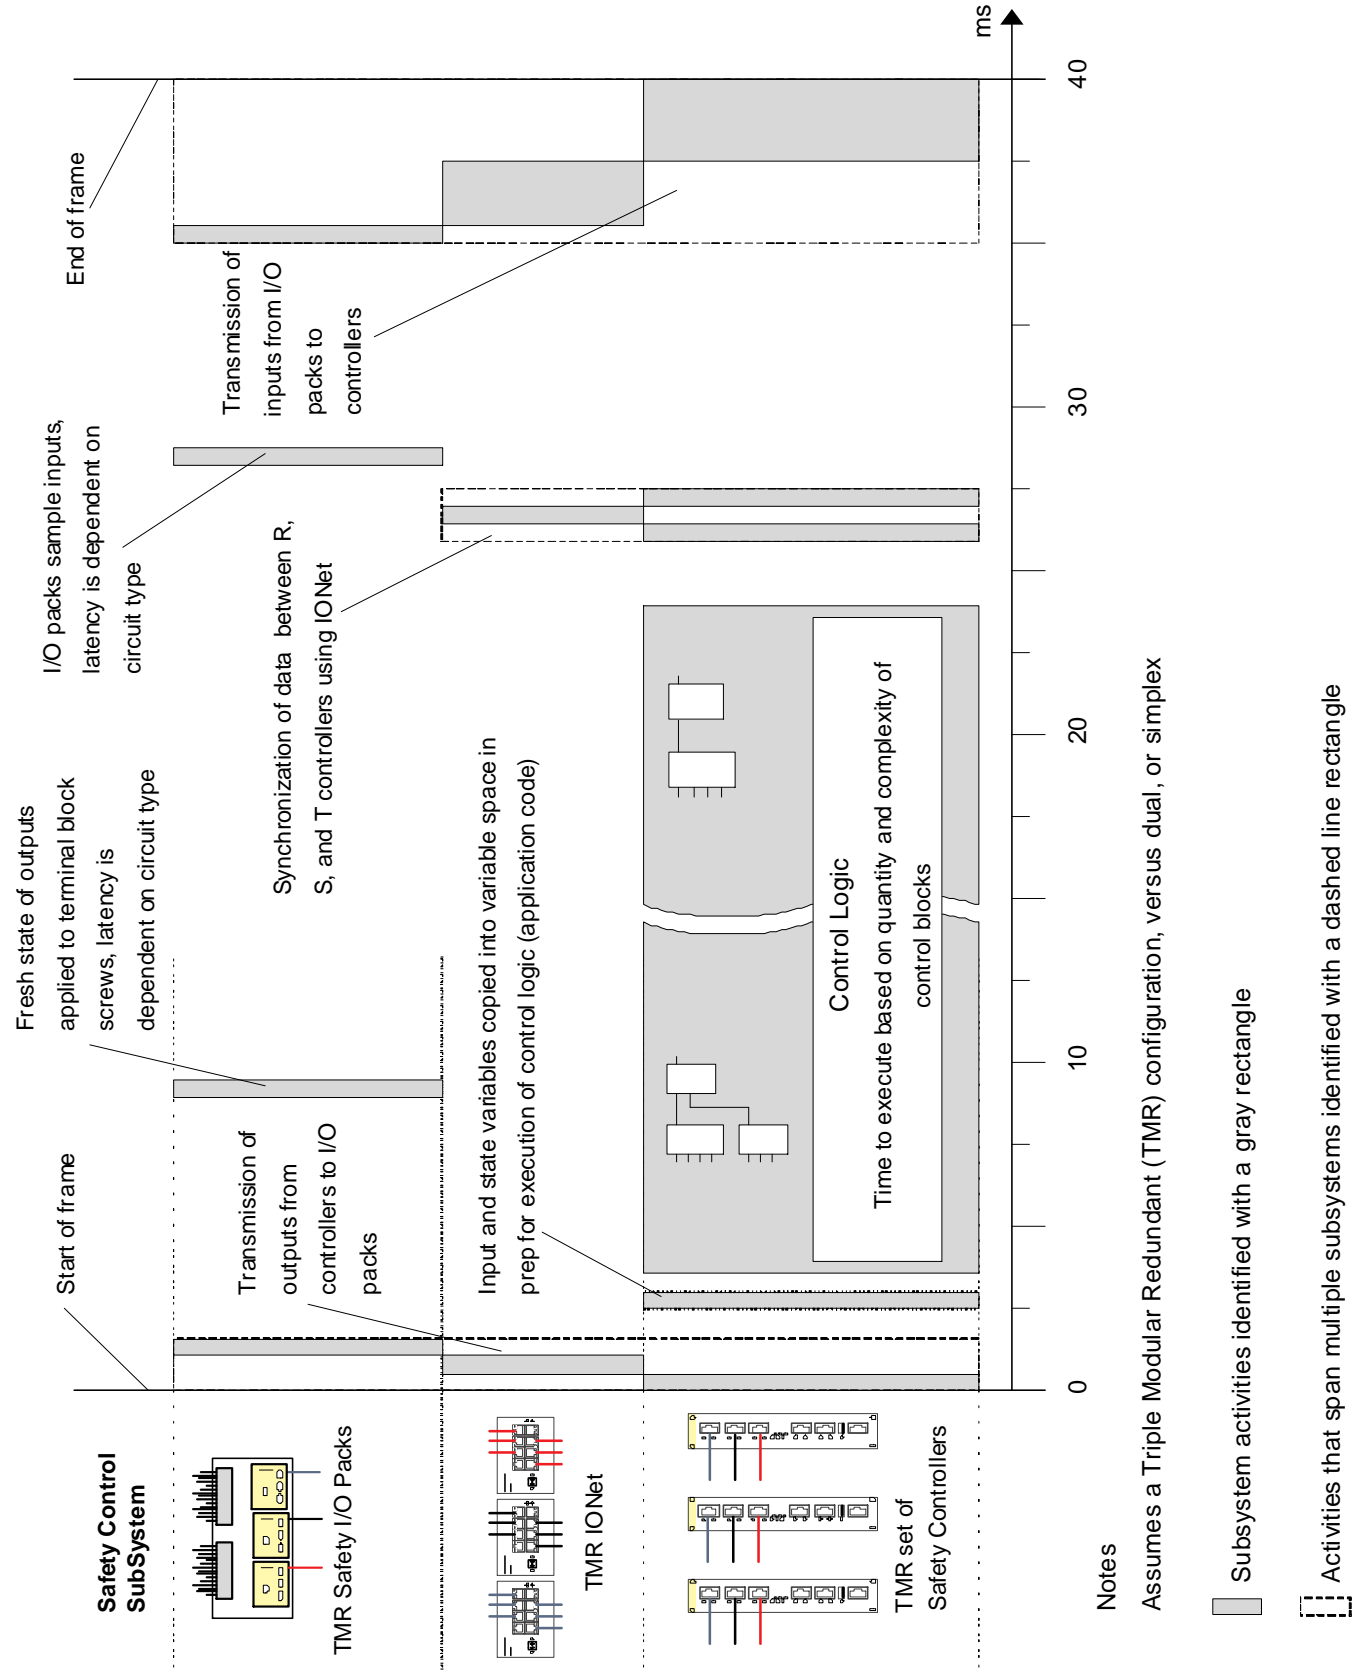 Safety Control
SubSystem
Start of frame
Fresh state of outputs
applied to terminal block
screws, latency is
dependent on circuit type
I/O packs sample inputs,
latency is dependent on
circuit type
End of frame
TMR Safety I/O Packs
Transmission of
outputs from
controllers to I/O
packs
Synchronization of data between R,
S, and T controllers using IONet
Transmission of
inputs from I/O
packs to
controllers
TMR IONet
Input and state variables copied into variable space in
prep for execution of control logic (application code)
TMR set of
Safety Controllers
Control Logic
Time to execute based on quantity and complexity of
control blocks
ms
0
10
20
30
40
Notes
Assumes a Triple Modular Redundant (TMR) configuration, versus dual, or simplex
Subsystem activities identified with a gray rectangle
Activities that span multiple subsystems identified with a dashed line rectangle